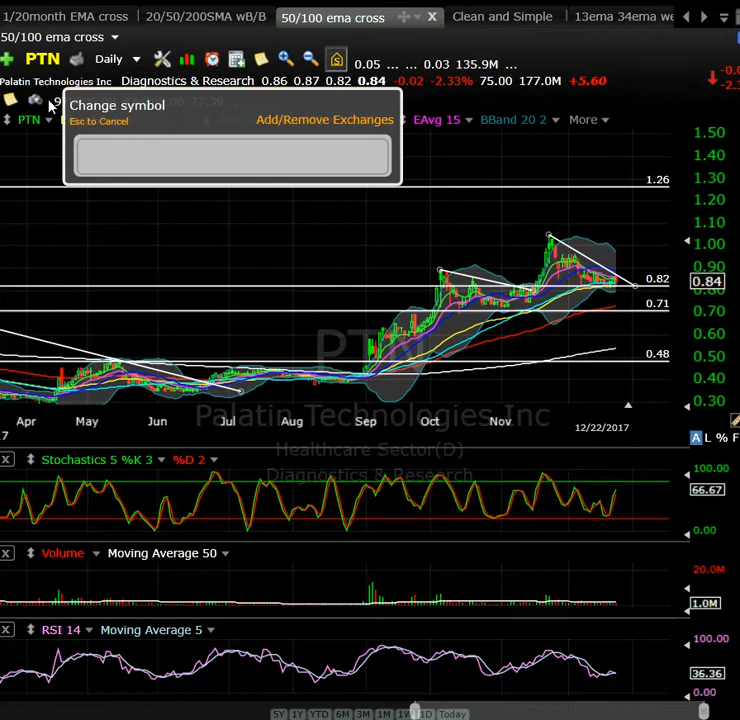 1/20month EMA cross 20/50/200SMA wB/B 50/100 ema cross X Clean and Simple 13ema 34ema we
50/100 ema cross
PTN Daily 0.05 ... ... 0.03 135.9M ...
Palatin Technologies Inc Diagnostics & Research 0.86 0.87 0.82 0.84 -0.02 -2.33% 75.00 177.0M +5.60
Change symbol
Esc to Cancel Add/Remove Exchanges
PTN EAvg 15 BBand 20 2 More
1.50
1.40
1.30
1.26
1.20
1.10
1.00
0.90
0.82
0.84
0.71
0.70
0.60
0.50
0.48
0.40
0.30
PTN
Palatin Technologies Inc
Healthcare Sector(D)
Diagnostics & Research
Apr May Jun Jul Aug Sep Oct Nov 12/22/2017
17
A L % F
X Stochastics 5 %K 3 %D 2
100.00
66.67
0.00
X Volume Moving Average 50
20.0M
1.0M
X RSI 14 Moving Average 5
100.00
36.36
0.00
5Y 1Y YTD 6M 3M 1M 1W 1D Today